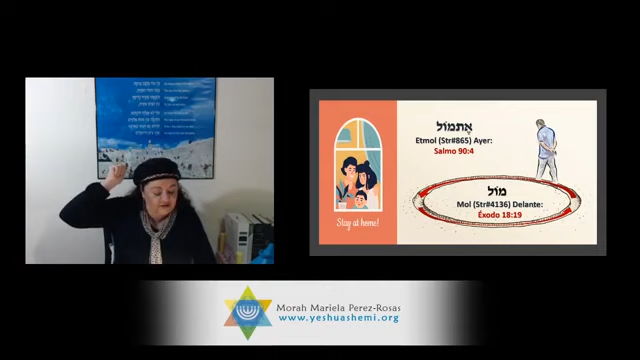 אֶתמוֹל
Etmol (Str#865) Ayer:
Salmo 90:4
מוֹל
Mol (Str#4136) Delante:
Éxodo 18:19
Stay at home!
Morah Mariela Perez-Rosas
www.yeshuashemi.org